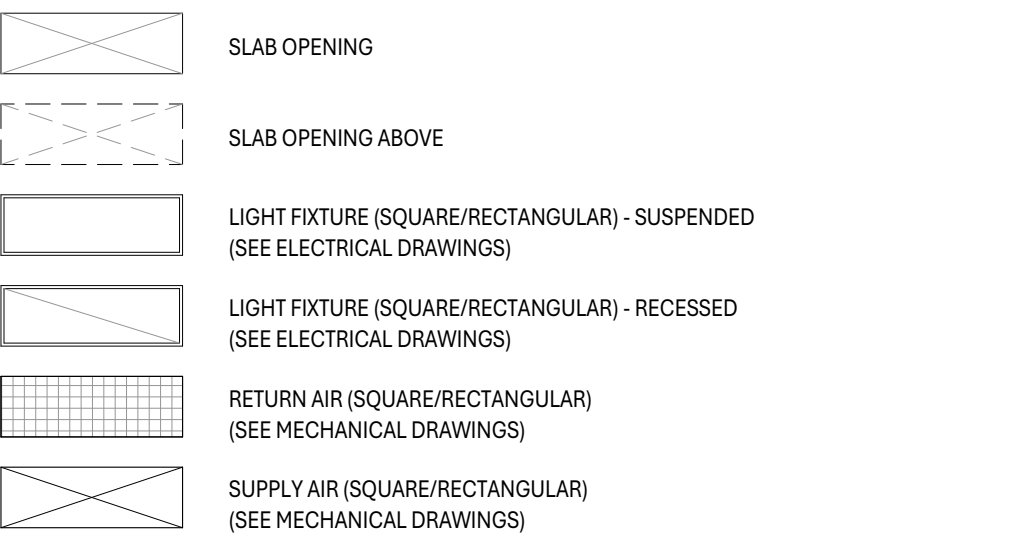 SLAB OPENING
SLAB OPENING ABOVE
LIGHT FIXTURE (SQUARE/RECTANGULAR) - SUSPENDED
(SEE ELECTRICAL DRAWINGS)
LIGHT FIXTURE (SQUARE/RECTANGULAR) - RECESSED
(SEE ELECTRICAL DRAWINGS)
RETURN AIR (SQUARE/RECTANGULAR)
(SEE MECHANICAL DRAWINGS)
SUPPLY AIR (SQUARE/RECTANGULAR)
(SEE MECHANICAL DRAWINGS)